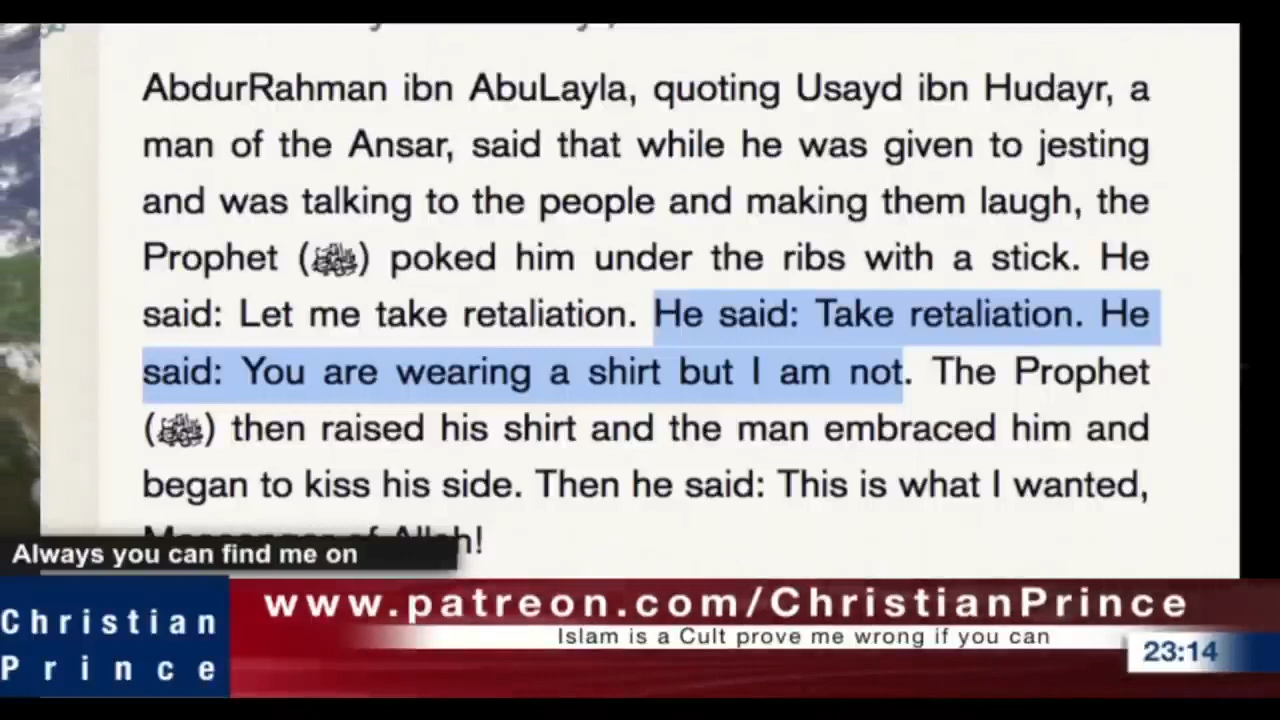 AbdurRahman ibn AbuLayla, quoting Usayd ibn Hudayr, a
man of the Ansar, said that while he was given to jesting
and was talking to the people and making them laugh, the
Prophet (ﷺ) poked him under the ribs with a stick. He
said: Let me take retaliation. He said: Take retaliation. He
said: You are wearing a shirt but I am not. The Prophet
(ﷺ) then raised his shirt and the man embraced him and
began to kiss his side. Then he said: This is what I wanted,
Messenger of Allah!
Always you can find me on
Christian
Prince
www.patreon.com/ChristianPrince
Islam is a Cult prove me wrong if you can
23:14